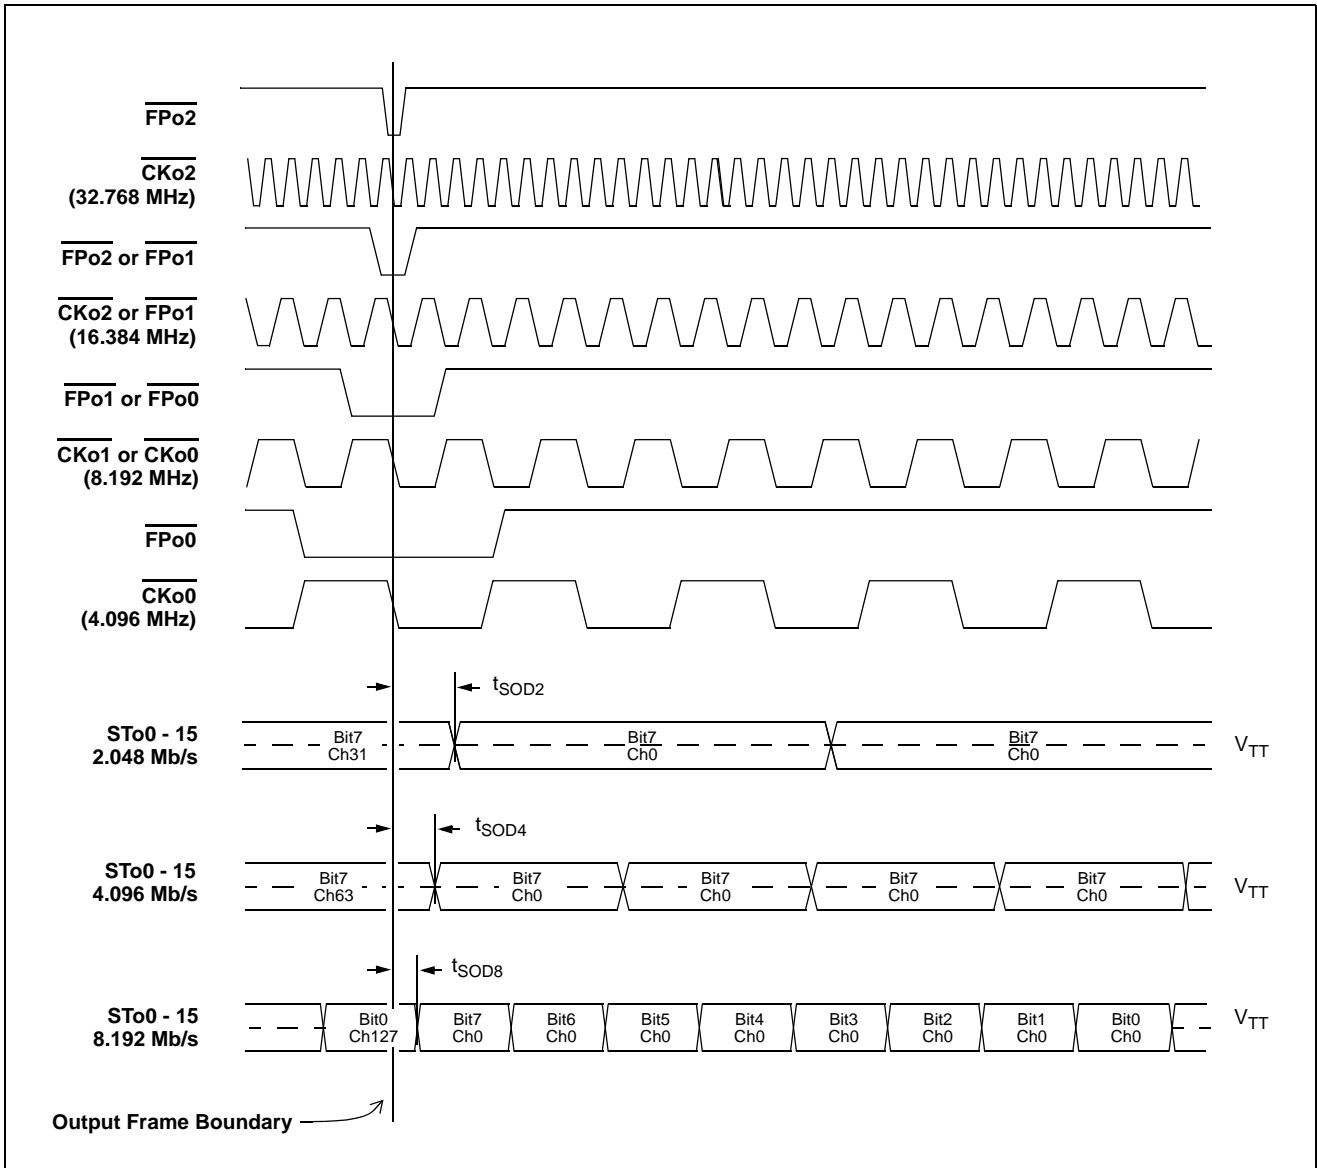 FPo2
CKo2
(32.768 MHz)
FPo2 or FPo1
CKo2 or FPo1
(16.384 MHz)
FPo1 or FPo0
CKo1 or CKo0
(8.192 MHz)
FPo0
CKo0
(4.096 MHz)
tSOD2
STo0 - 15
2.048 Mb/s
Bit7
Ch31
Bit7
Ch0
Bit7
Ch0
VTT
tSOD4
STo0 - 15
4.096 Mb/s
Bit7
Ch63
Bit7
Ch0
Bit7
Ch0
Bit7
Ch0
Bit7
Ch0
VTT
tSOD8
STo0 - 15
8.192 Mb/s
Bit0
Ch127
Bit7
Ch0
Bit6
Ch0
Bit5
Ch0
Bit4
Ch0
Bit3
Ch0
Bit2
Ch0
Bit1
Ch0
Bit0
Ch0
VTT
Output Frame Boundary